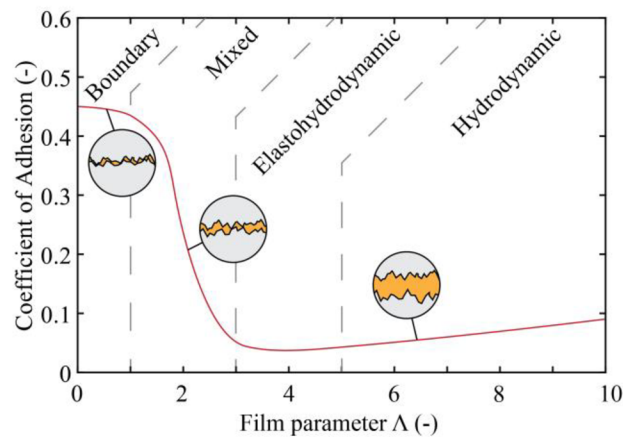 0.6
0.5
0.4
0.3
0.2
0.1
0
Coefficient of Adhesion (-)
Boundary
Mixed
Elastohydrodynamic
Hydrodynamic
0 2 4 6 8 10
Film parameter Λ (-)